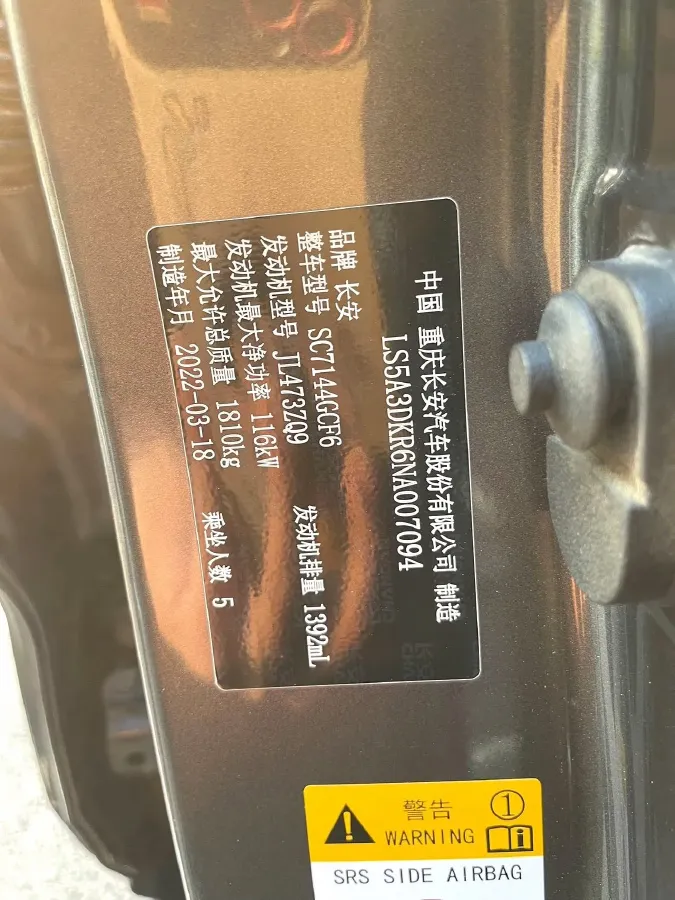 中国 重庆长安汽车股份有限公司 制造
LS5A3DKR6NA007094
品牌 长安
整车型号 SC7144GCF6
发动机型号 JL473ZQ9 发动机排量 1392mL
发动机最大净功率 116kW
最大允许总质量 1810kg 乘坐人数 5
制造年月 2022-03-18
警告 1
WARNING i
SRS SIDE AIRBAG